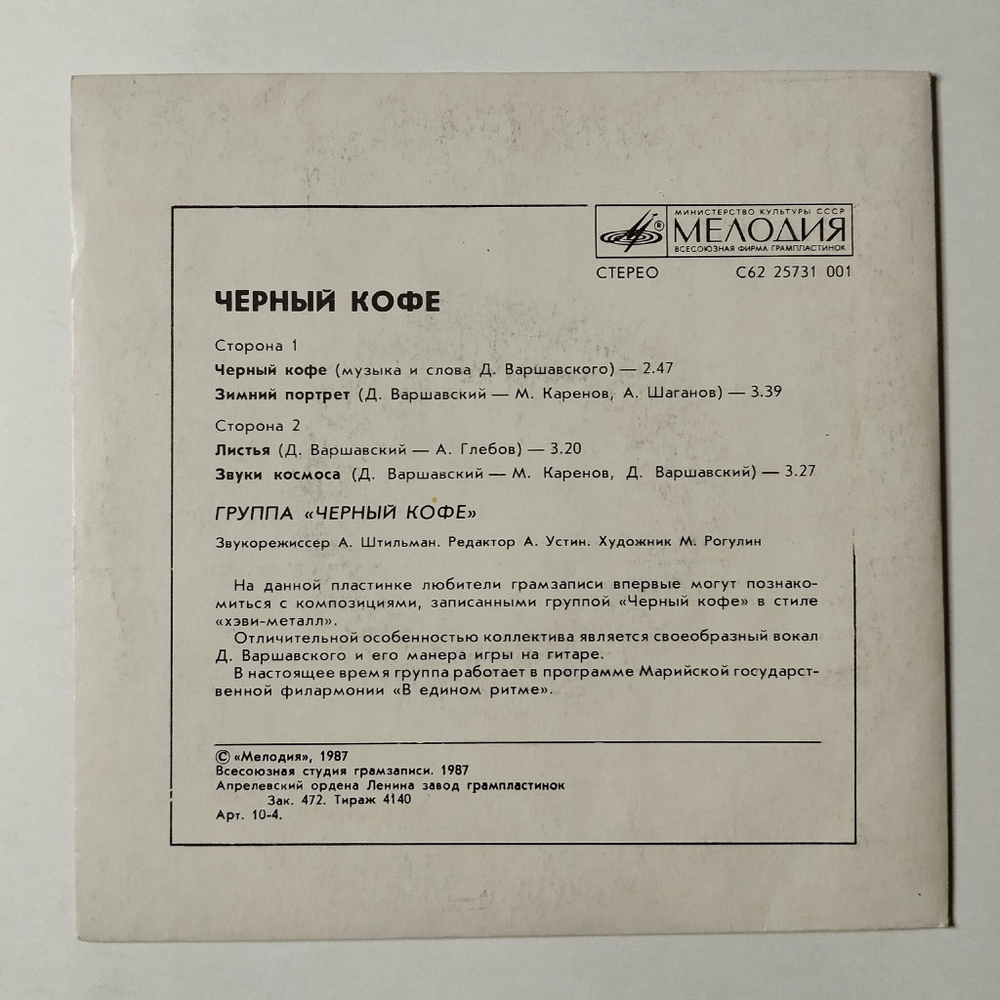 МИНИСТЕРСТВО КУЛЬТУРЫ СССР
МЕЛОДИЯ
ВСЕСОЮЗНАЯ ФИРМА ГРАМПЛАСТИНОК
®
СТЕРЕО С62 25731 001
ЧЕРНЫЙ КОФЕ
Сторона 1
Черный кофе (музыка и слова Д. Варшавского) — 2.47
Зимний портрет (Д. Варшавский — М. Каренов, А. Шаганов) — 3.39
Сторона 2
Листья (Д. Варшавский — А. Глебов) — 3.20
Звуки космоса (Д. Варшавский — М. Каренов, Д. Варшавский) — 3.27
ГРУППА «ЧЕРНЫЙ КОФЕ»
Звукорежиссер А. Штильман. Редактор А. Устин. Художник М. Рогулин
На данной пластинке любители грамзаписи впервые могут познако-
миться с композициями, записанными группой «Черный кофе» в стиле
«хэви-металл».
Отличительной особенностью коллектива является своеобразный вокал
Д. Варшавского и его манера игры на гитаре.
В настоящее время группа работает в программе Марийской государст-
венной филармонии «В едином ритме».
© «Мелодия», 1987
Всесоюзная студия грамзаписи. 1987
Апрелевский ордена Ленина завод грампластинок
Зак. 472. Тираж 4140
Арт. 10-4.